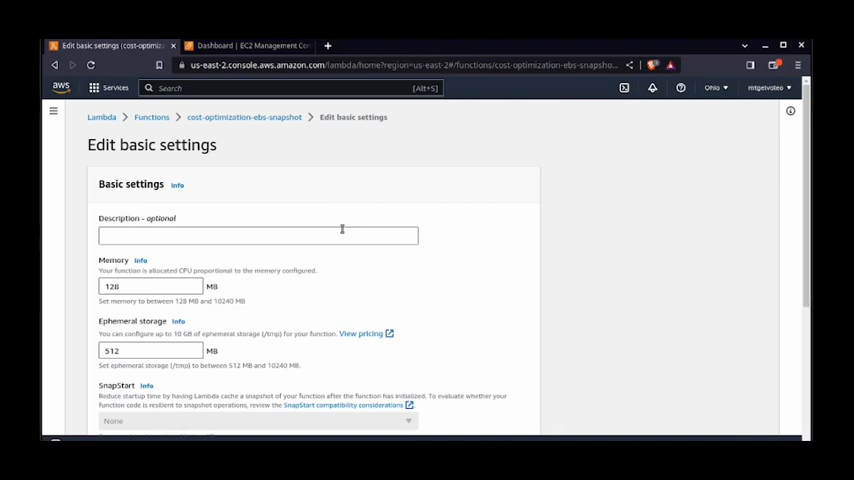 Edit basic settings (cost-optimiz
Dashboard | EC2 Management Con
us-east-2.console.aws.amazon.com/lambda/home?region=us-east-2#/functions/cost-optimization-ebs-snapsho...
aws
Services
Search
[Alt+S]
Ohio
mtgeivoteo
Lambda > Functions > cost-optimization-ebs-snapshot > Edit basic settings
Edit basic settings
Basic settings Info
Description - optional
Memory Info
Your function is allocated CPU proportional to the memory configured.
128 MB
Set memory to between 128 MB and 10240 MB
Ephemeral storage Info
You can configure up to 10 GB of ephemeral storage (/tmp) for your function. View pricing
512 MB
Set ephemeral storage (/tmp) to between 512 MB and 10240 MB.
SnapStart Info
Reduce startup time by having Lambda cache a snapshot of your function after the function has initialized. To evaluate whether your
function code is resilient to snapshot operations, review the SnapStart compatibility considerations.
None